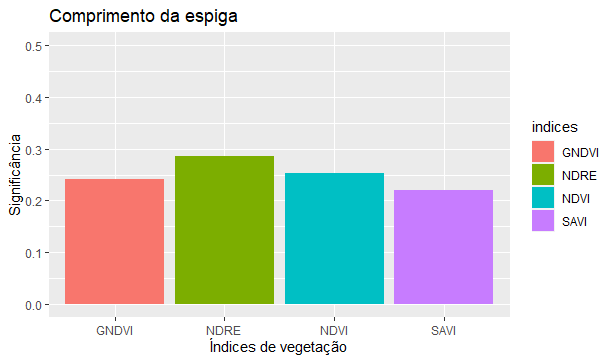 Comprimento da espiga
0.5
0.4
0.3
0.2
0.1
0.0
Significância
GNDVI
NDRE
NDVI
SAVI
Índices de vegetação
indices
GNDVI
NDRE
NDVI
SAVI